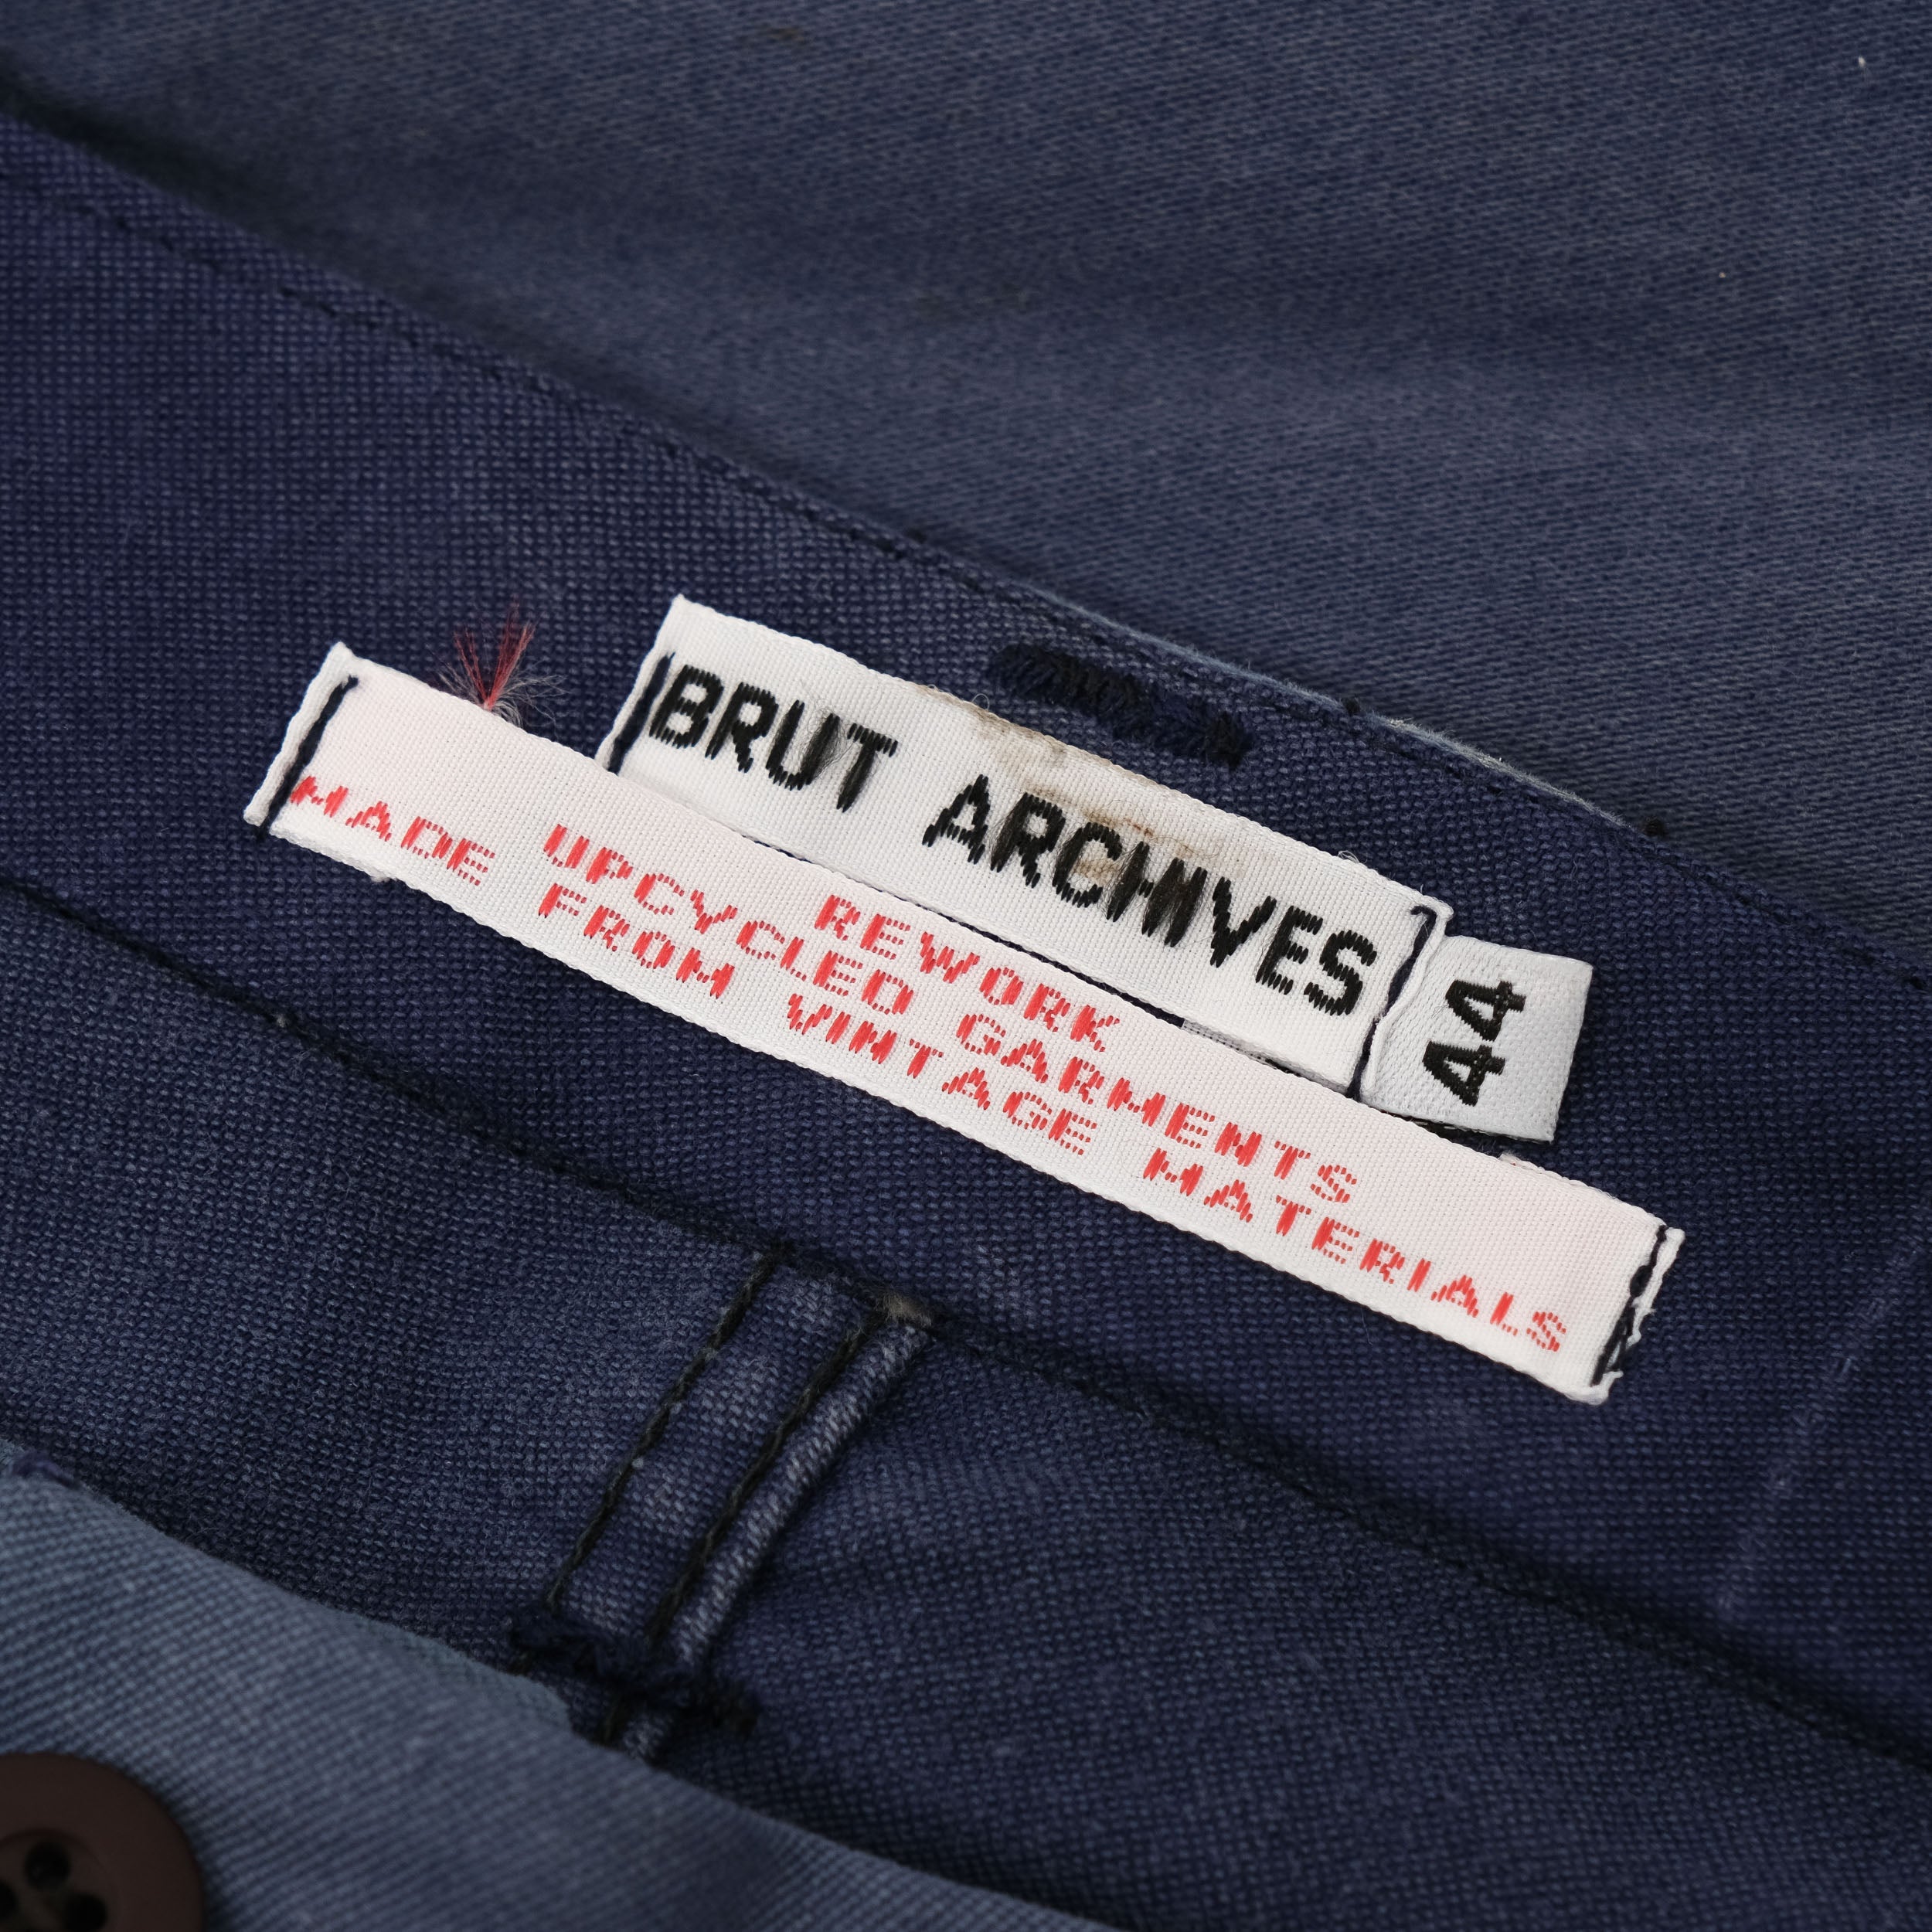 BRUT ARCHIVES
44
REWORK
UPCYCLED GARMENTS
MADE FROM VINTAGE MATERIALS